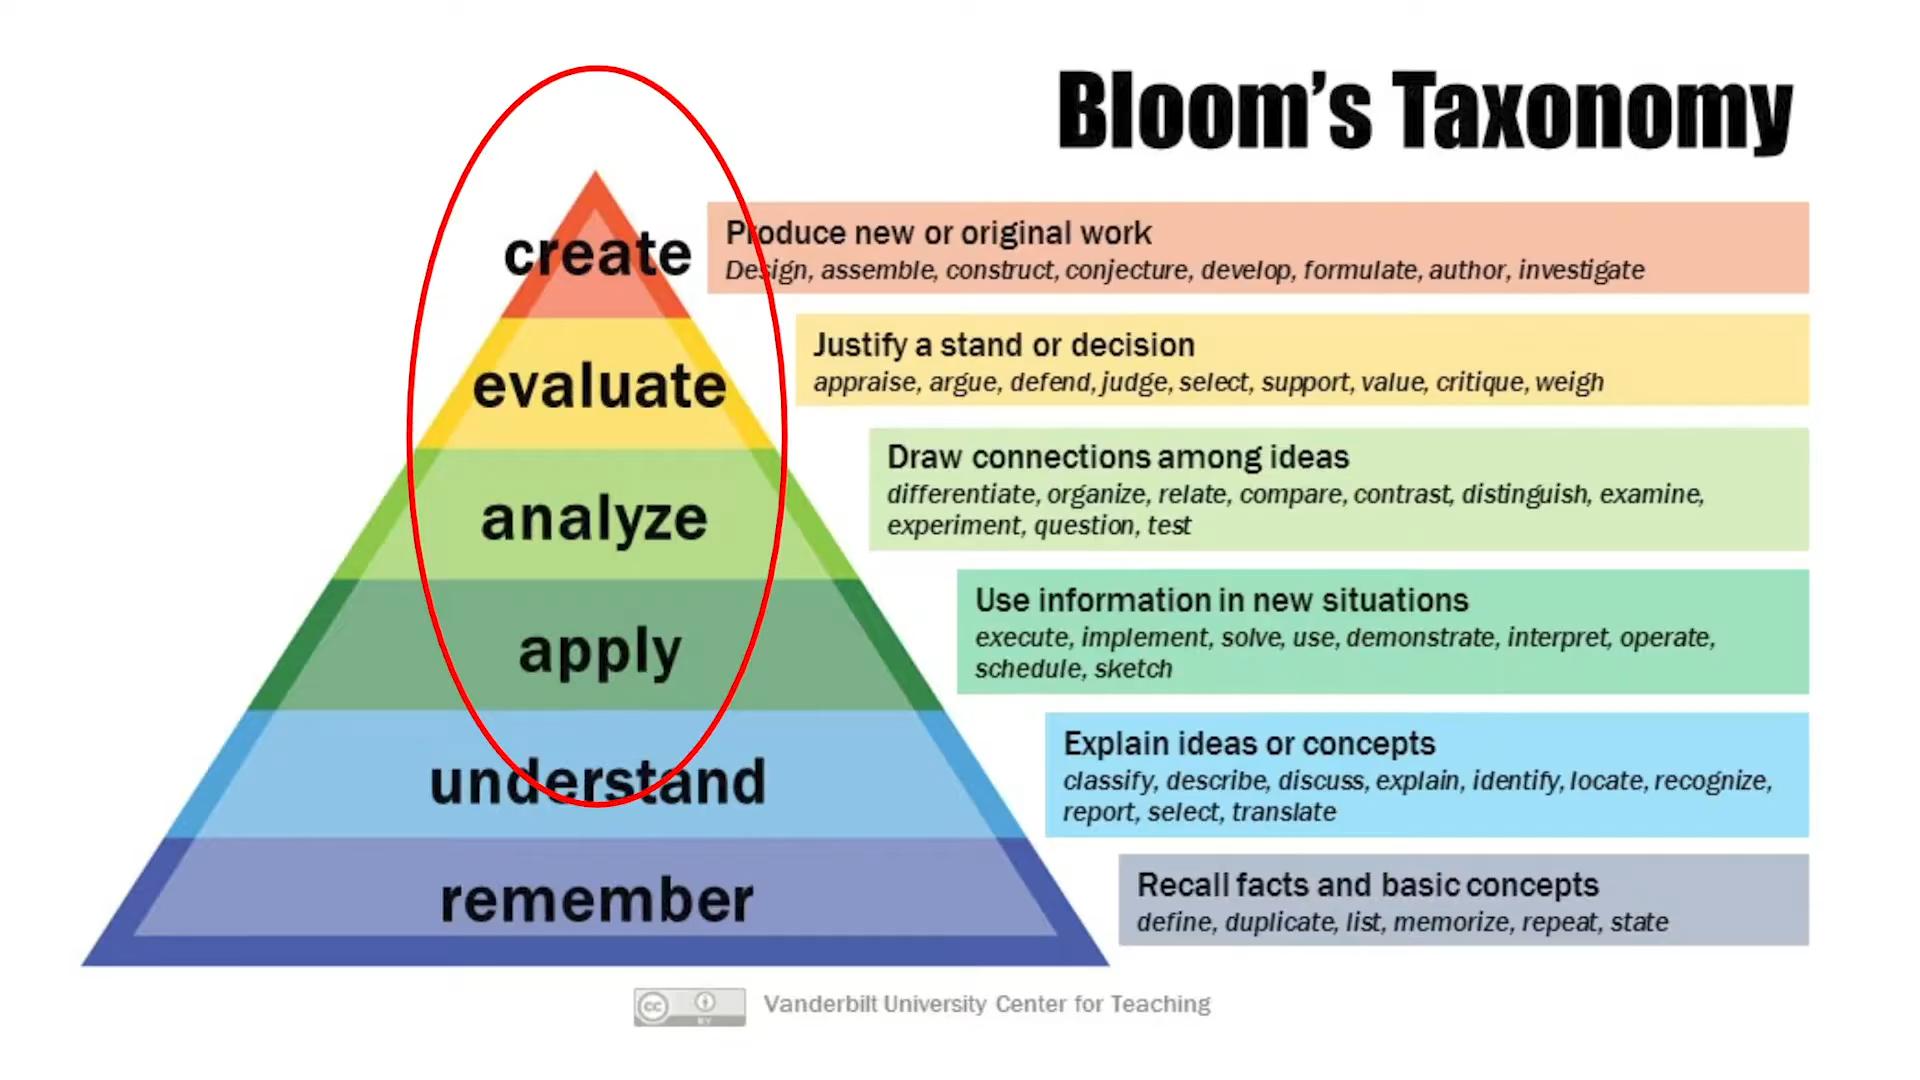 Bloom's Taxonomy
create
Produce new or original work
Design, assemble, construct, conjecture, develop, formulate, author, investigate
evaluate
Justify a stand or decision
appraise, argue, defend, judge, select, support, value, critique, weigh
analyze
Draw connections among ideas
differentiate, organize, relate, compare, contrast, distinguish, examine,
experiment, question, test
apply
Use information in new situations
execute, implement, solve, use, demonstrate, interpret, operate,
schedule, sketch
understand
Explain ideas or concepts
classify, describe, discuss, explain, identify, locate, recognize,
report, select, translate
remember
Recall facts and basic concepts
define, duplicate, list, memorize, repeat, state
cc
BY
Vanderbilt University Center for Teaching